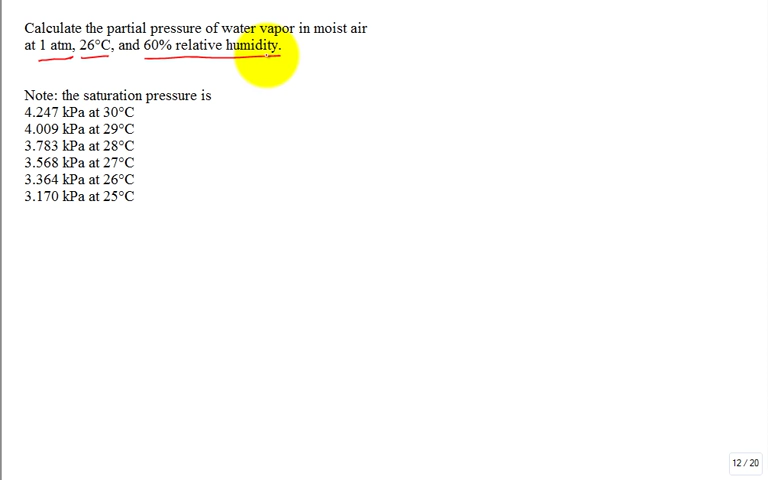 Calculate the partial pressure of water vapor in moist air
at 1 atm, 26°C, and 60% relative humidity.
Note: the saturation pressure is
4.247 kPa at 30°C
4.009 kPa at 29°C
3.783 kPa at 28°C
3.568 kPa at 27°C
3.364 kPa at 26°C
3.170 kPa at 25°C
12 / 20